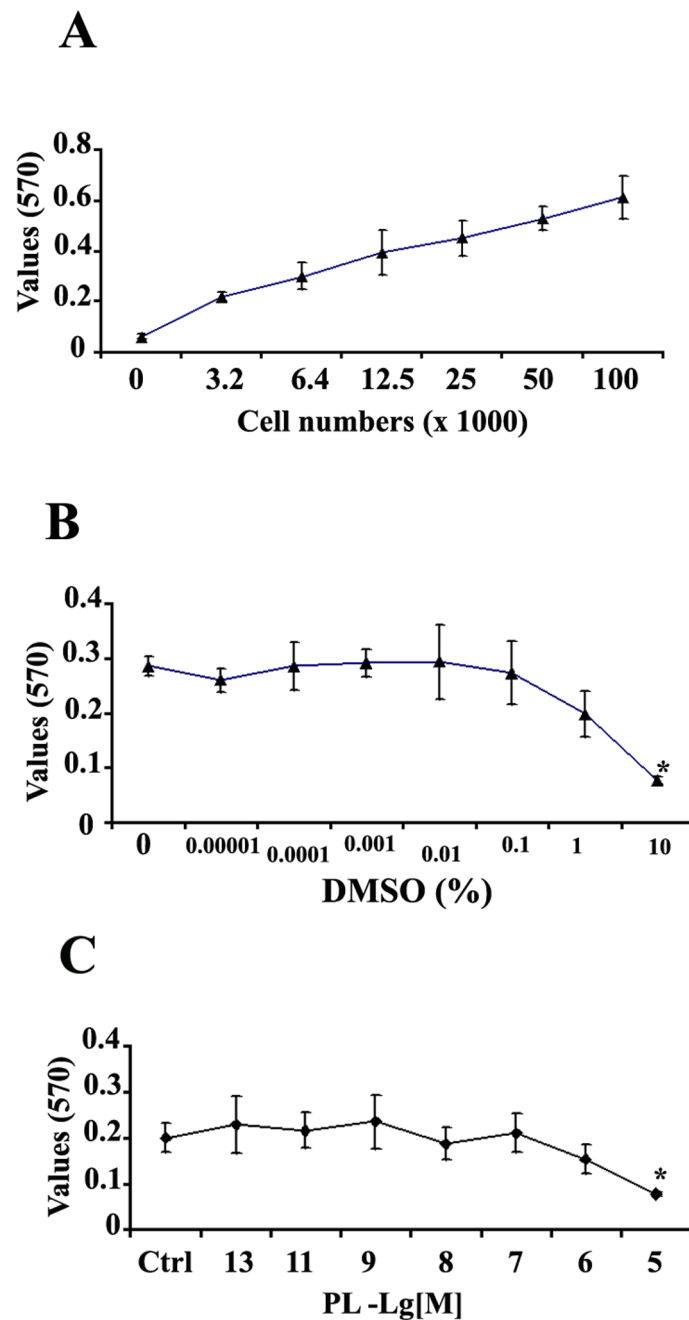 A
Values (570)
0.8
0.6
0.4
0.2
0
0 3.2 6.4 12.5 25 50 100
Cell numbers (x 1000)
B
Values (570)
0.4
0.3
0.2
0.1
0
*
0 0.00001 0.0001 0.001 0.01 0.1 1 10
DMSO (%)
C
Values (570)
0.4
0.3
0.2
0.1
0
*
Ctrl 13 11 9 8 7 6 5
PL -Lg[M]